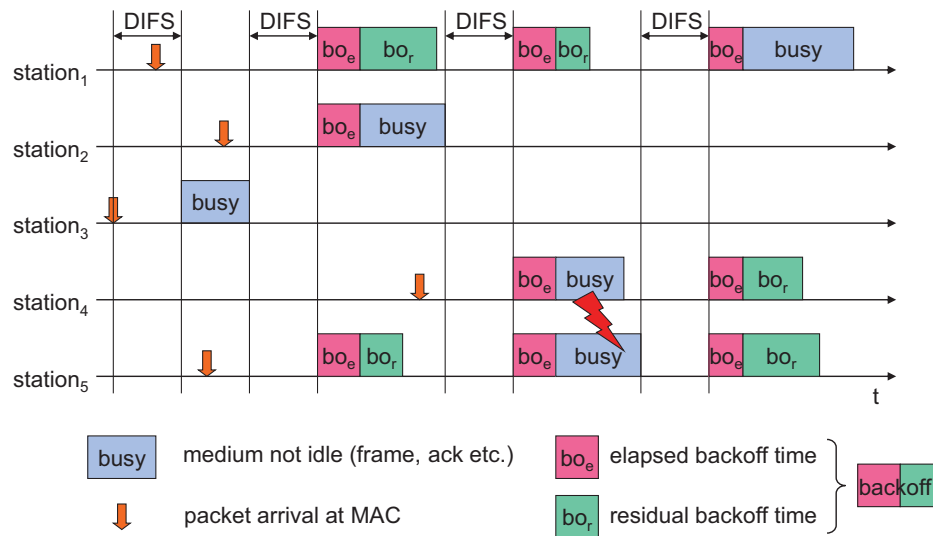 DIFS DIFS DIFS DIFS
station1 boe bor boe bor boe busy
station2 boe busy
station3 busy
station4 boe busy boe bor
station5 boe bor boe busy boe bor
t
busy medium not idle (frame, ack etc.) boe elapsed backoff time
backoff
packet arrival at MAC bor residual backoff time